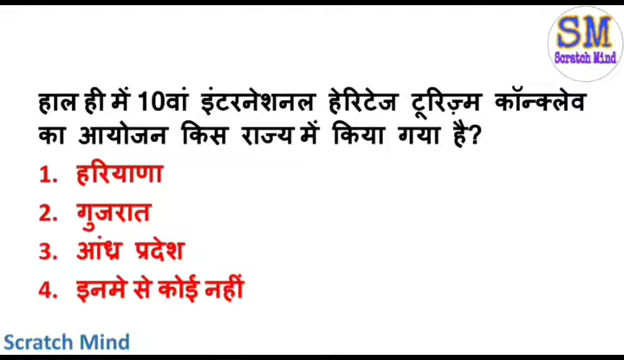 SM
Scratch Mind
हाल ही में 10वां इंटरनेशनल हेरिटेज टूरिज़्म कॉन्क्लेव
का आयोजन किस राज्य में किया गया है?
1. हरियाणा
2. गुजरात
3. आंध्र प्रदेश
4. इनमे से कोई नहीं
Scratch Mind